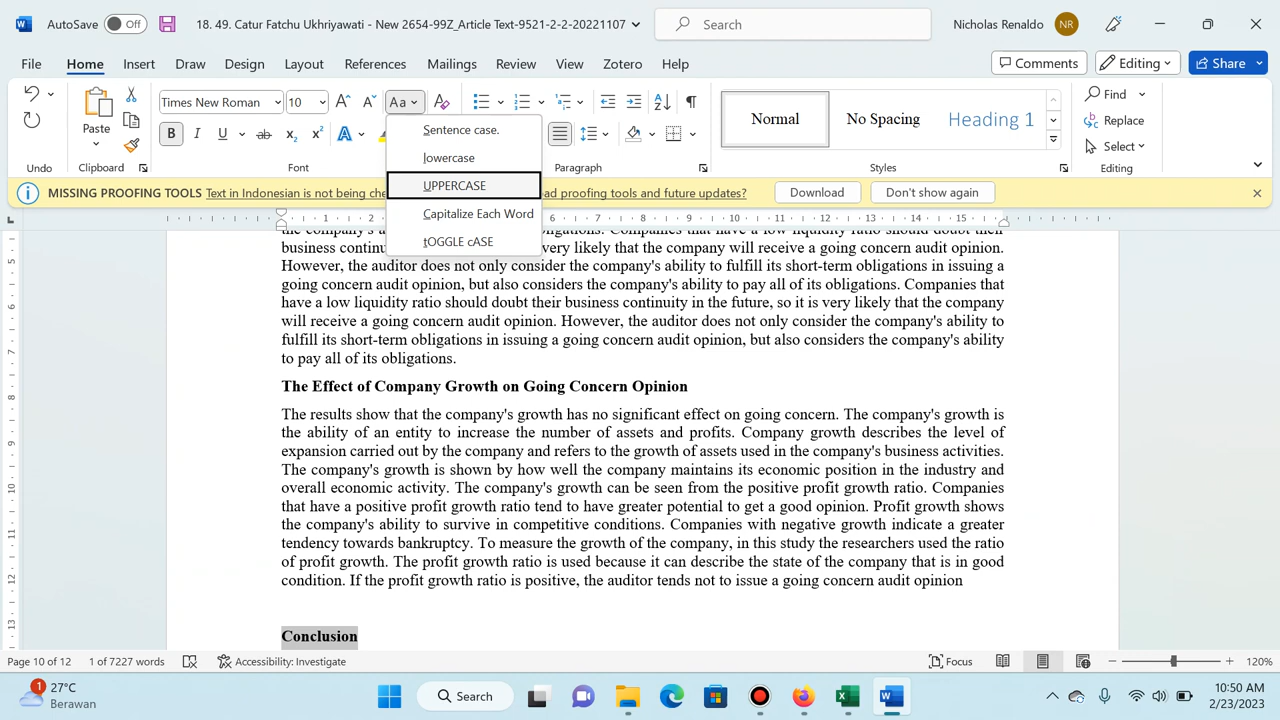 AutoSave Off 18. 49. Catur Fatchu Ukhriyawati - New 2654-99Z_Article Text-9521-2-2-20221107 Search Nicholas Renaldo NR
File Home Insert Draw Design Layout References Mailings Review View Zotero Help Comments Editing Share
Times New Roman 10 Aa Find
Paste Normal No Spacing Heading 1 Replace
Select
Undo Clipboard Font Paragraph Styles Editing
Sentence case.
lowercase
UPPERCASE
Capitalize Each Word
tOGGLE cASE
MISSING PROOFING TOOLS Text in Indonesian is not being che ad proofing tools and future updates? Download Don't show again
2 7 8 9 10 11 12 13 14 15
business continu very likely that the company will receive a going concern audit opinion.
However, the auditor does not only consider the company's ability to fulfill its short-term obligations in issuing a
going concern audit opinion, but also considers the company's ability to pay all of its obligations. Companies that
have a low liquidity ratio should doubt their business continuity in the future, so it is very likely that the company
will receive a going concern audit opinion. However, the auditor does not only consider the company's ability to
fulfill its short-term obligations in issuing a going concern audit opinion, but also considers the company's ability
to pay all of its obligations.
The Effect of Company Growth on Going Concern Opinion
The results show that the company's growth has no significant effect on going concern. The company's growth is
the ability of an entity to increase the number of assets and profits. Company growth describes the level of
expansion carried out by the company and refers to the growth of assets used in the company's business activities.
The company's growth is shown by how well the company maintains its economic position in the industry and
overall economic activity. The company's growth can be seen from the positive profit growth ratio. Companies
that have a positive profit growth ratio tend to have greater potential to get a good opinion. Profit growth shows
the company's ability to survive in competitive conditions. Companies with negative growth indicate a greater
tendency towards bankruptcy. To measure the growth of the company, in this study the researchers used the ratio
of profit growth. The profit growth ratio is used because it can describe the state of the company that is in good
condition. If the profit growth ratio is positive, the auditor tends not to issue a going concern audit opinion
Conclusion
Page 10 of 12 1 of 7227 words Accessibility: Investigate Focus 120%
1 27°C
Berawan
Search
10:50 AM
2/23/2023